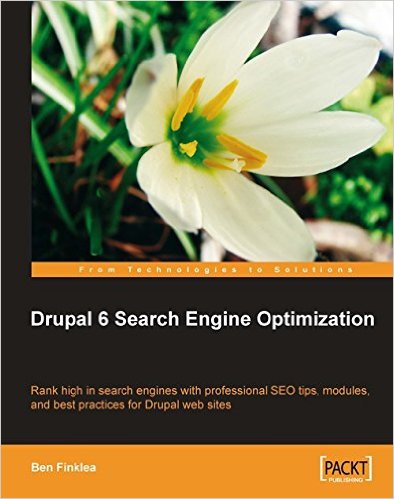 From Technologies to Solutions
Drupal 6 Search Engine Optimization
Rank high in search engines with professional SEO tips, modules,
and best practices for Drupal web sites
Ben Finklea
PACKT
PUBLISHING